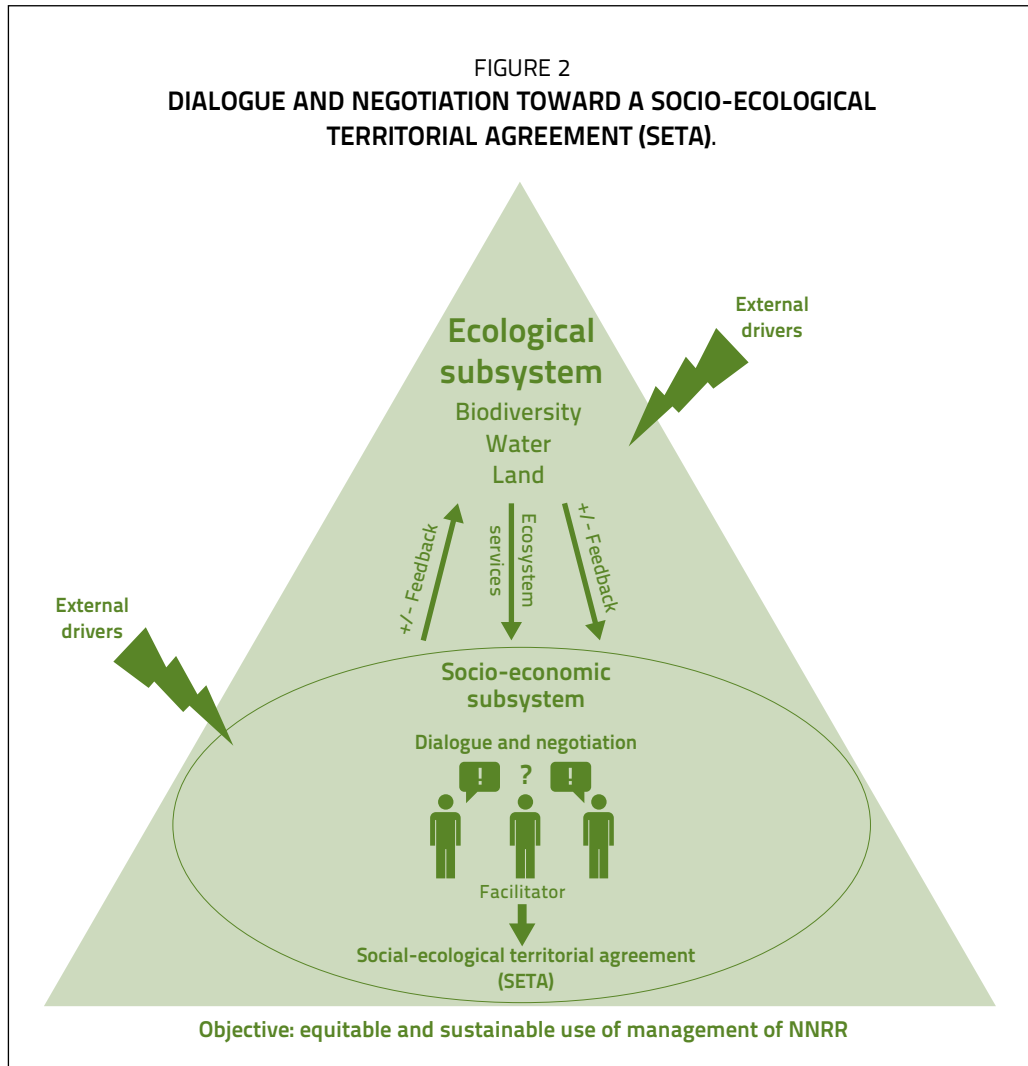 FIGURE 2
DIALOGUE AND NEGOTIATION TOWARD A SOCIO-ECOLOGICAL
TERRITORIAL AGREEMENT (SETA).
External
drivers
Ecological
subsystem
Biodiversity
Water
Land
+/- Feedback
Ecosystem
services
+/- Feedback
External
drivers
Socio-economic
subsystem
Dialogue and negotiation
! ? !
Facilitator
Social-ecological territorial agreement
(SETA)
Objective: equitable and sustainable use of management of NNRR